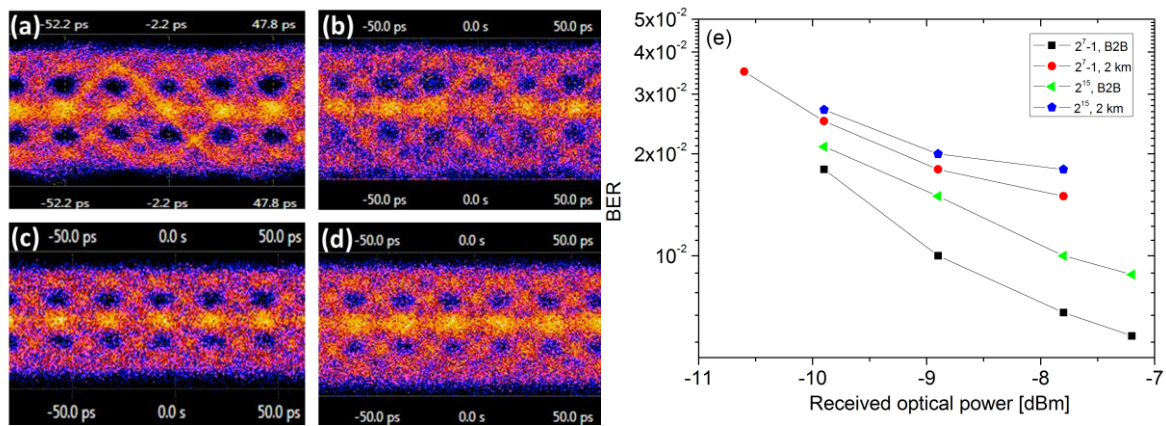 (a) -52.2 ps -2.2 ps 47.8 ps
-52.2 ps -2.2 ps 47.8 ps
(b) -50.0 ps 0.0 s 50.0 ps
-50.0 ps 0.0 s 50.0 ps
(c) -50.0 ps 0.0 s 50.0 ps
-50.0 ps 0.0 s 50.0 ps
(d) -50.0 ps 0.0 s 50.0 ps
-50.0 ps 0.0 s 50.0 ps
(e)
2⁷-1, B2B
2⁷-1, 2 km
2¹⁵, B2B
2¹⁵, 2 km
BER
5x10⁻²
4x10⁻²
3x10⁻²
2x10⁻²
10⁻²
-11 -10 -9 -8 -7
Received optical power [dBm]